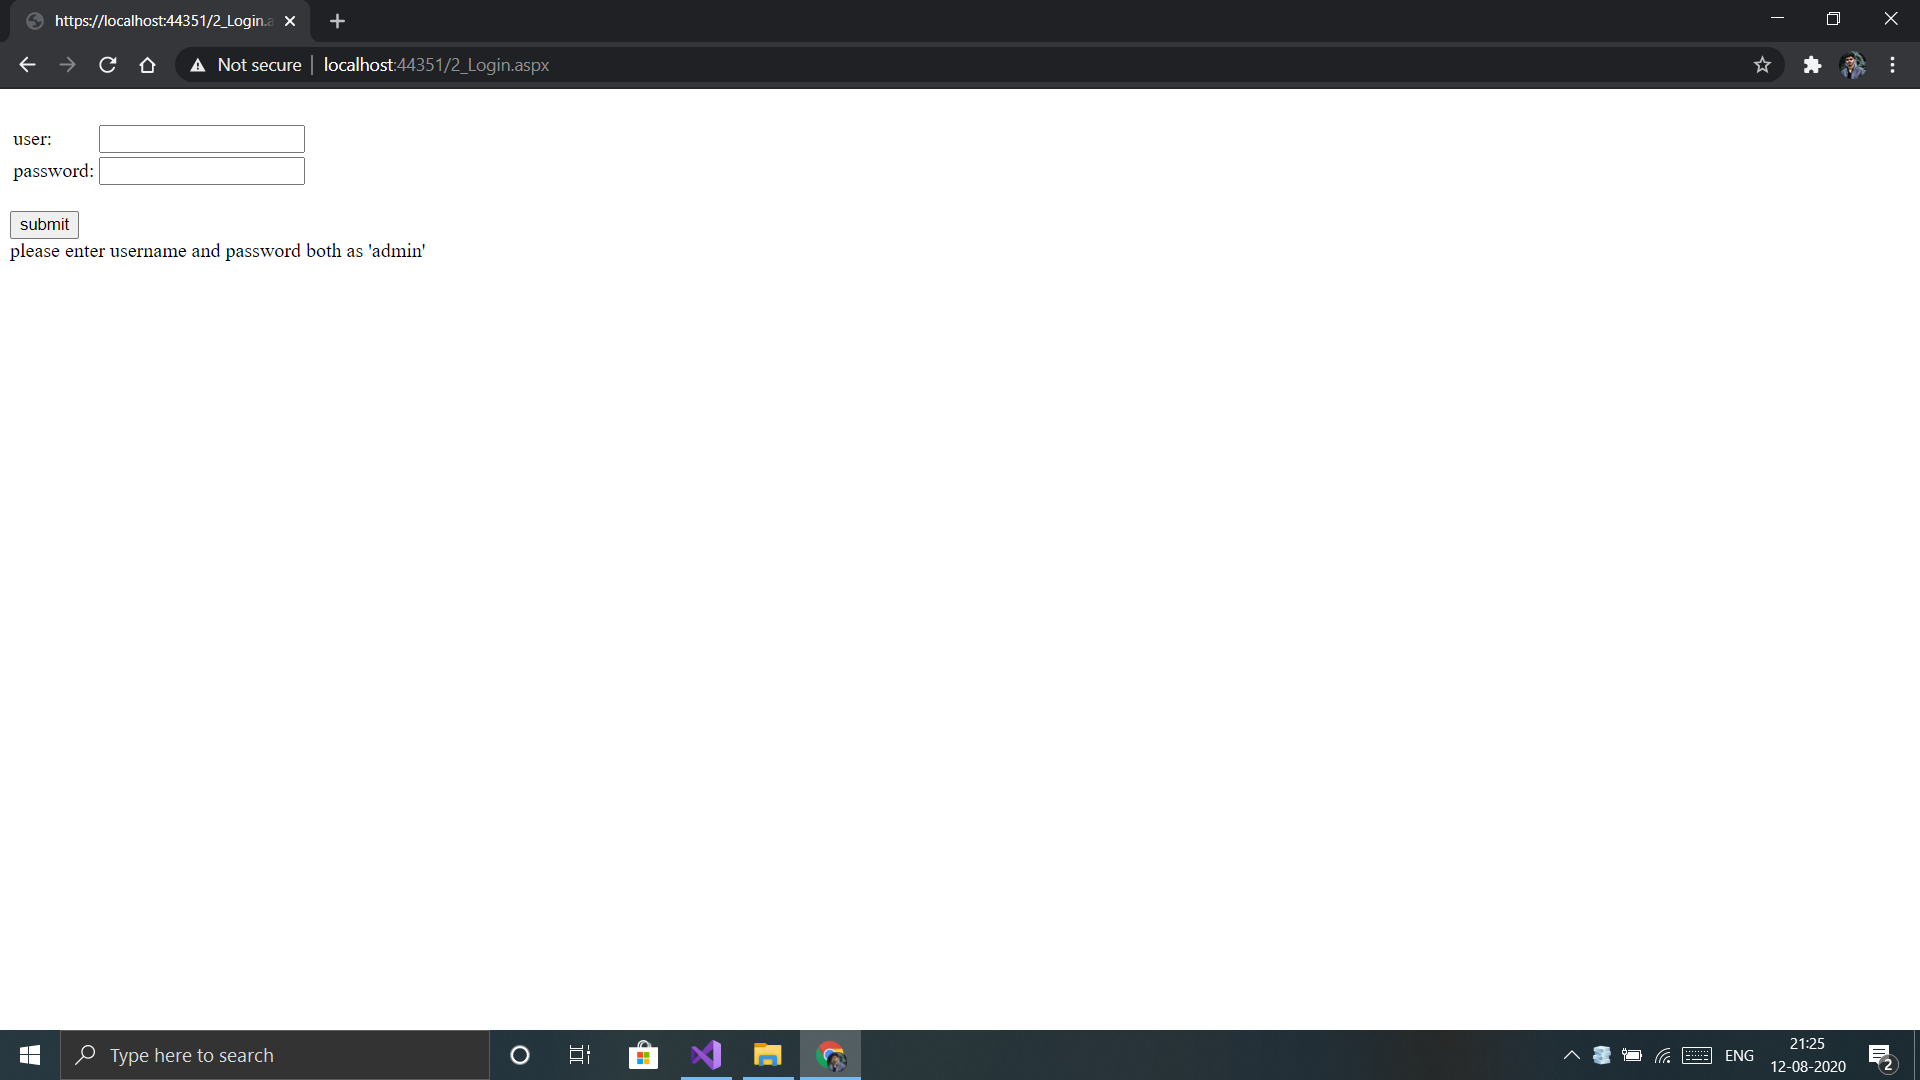 https://localhost:44351/2_Login.a
Not secure localhost:44351/2_Login.aspx
user:
password:
submit
please enter username and password both as 'admin'
Type here to search
ENG
21:25
12-08-2020
2